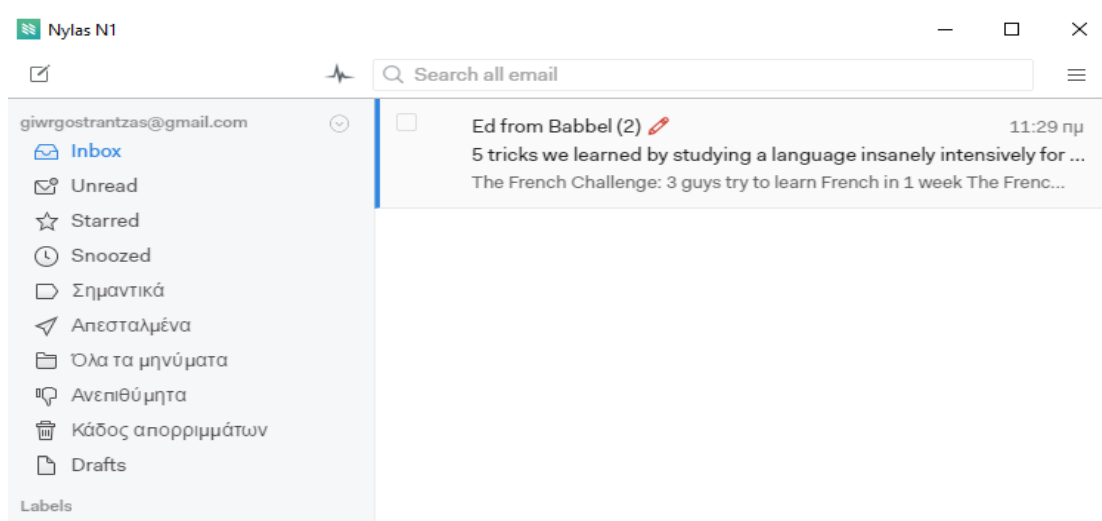 Nylas N1
Search all email
giwrgostrantzas@gmail.com
Inbox
Unread
Starred
Snoozed
Σημαντικά
Απεσταλμένα
Όλα τα μηνύματα
Ανεπιθύμητα
Κάδος απορριμμάτων
Drafts
Labels
Ed from Babbel (2) 11:29 πμ
5 tricks we learned by studying a language insanely intensively for ...
The French Challenge: 3 guys try to learn French in 1 week The Frenc...